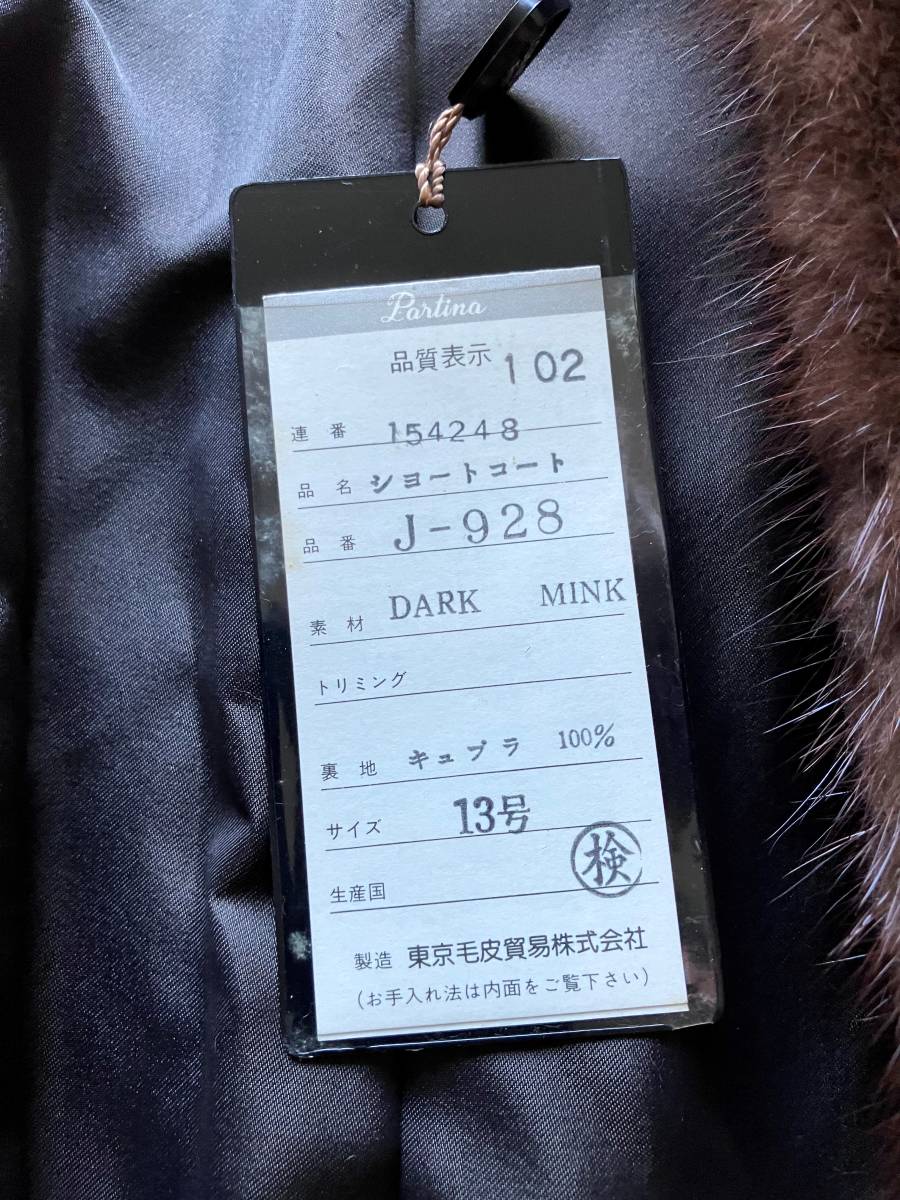 Partina
品質表示 102
連番 154248
品名 シヨートコート
品番 J-928
素材 DARK MINK
トリミング
裏地 キュプラ 100%
サイズ 13号
生産国 検
製造 東京毛皮貿易株式会社
(お手入れ法は内面をご覧下さい)